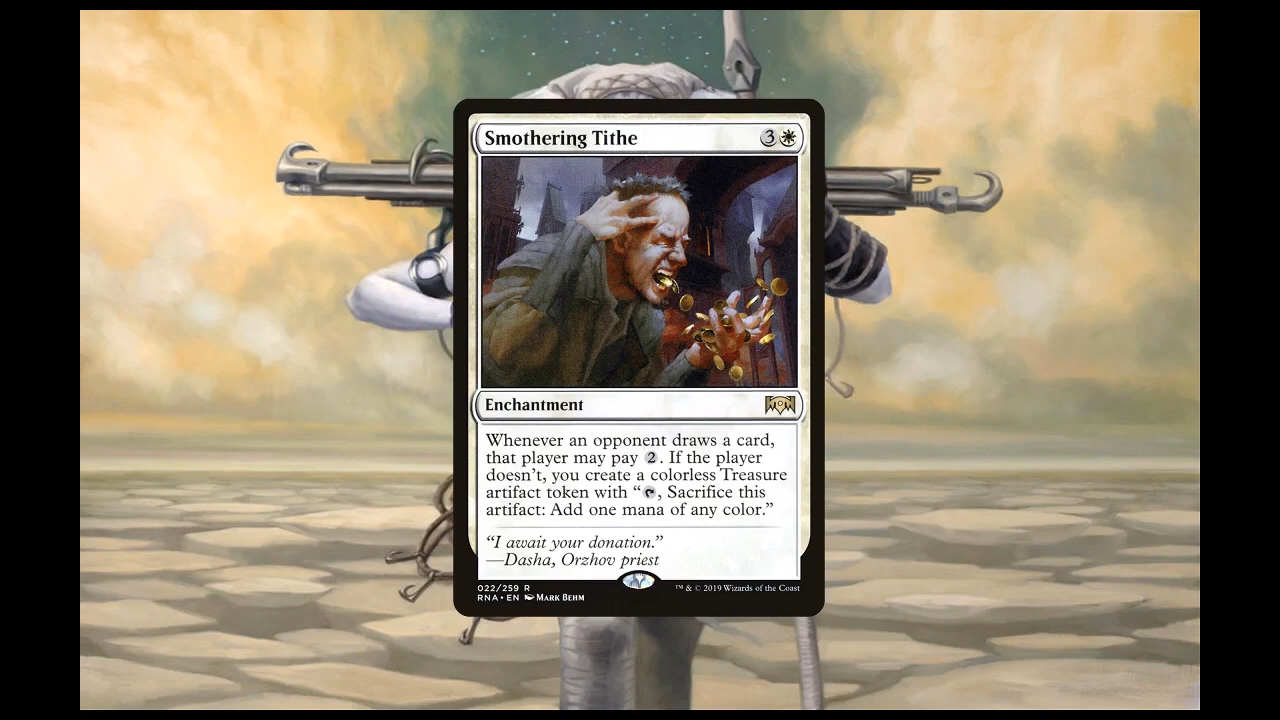 Smothering Tithe 3
Enchantment
Whenever an opponent draws a card,
that player may pay 2. If the player
doesn't, you create a colorless Treasure
artifact token with “, Sacrifice this
artifact: Add one mana of any color.”
“I await your donation.”
—Dasha, Orzhov priest
022/259 R
RNA • EN Mark Behm
™ & © 2019 Wizards of the Coast